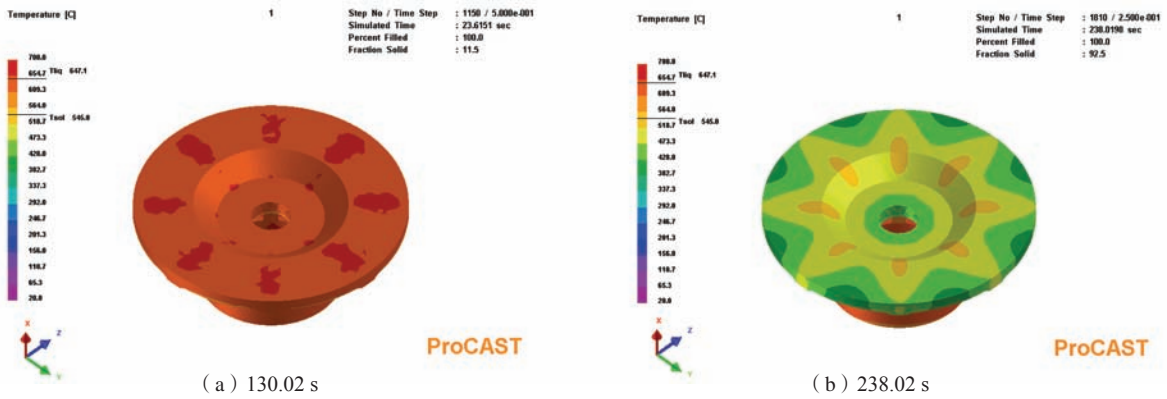 Temperature [C]
1
Step No / Time Step : 1150 / 5.000e-001
Simulated Time : 23.6151 sec
Percent Filled : 100.0
Fraction Solid : 11.5
700.0
654.7 Tliq 647.1
609.3
564.0
518.7 Tsol 545.0
473.3
428.0
382.7
337.3
292.0
246.7
201.3
156.0
110.7
65.3
20.0
X
Z
Y
ProCAST
（a）130.02 s
Temperature [C]
1
Step No / Time Step : 1810 / 2.500e-001
Simulated Time : 238.0198 sec
Percent Filled : 100.0
Fraction Solid : 92.5
700.0
654.7 Tliq 647.1
609.3
564.0
518.7 Tsol 545.0
473.3
428.0
382.7
337.3
292.0
246.7
201.3
156.0
110.7
65.3
20.0
X
Z
Y
ProCAST
（b）238.02 s